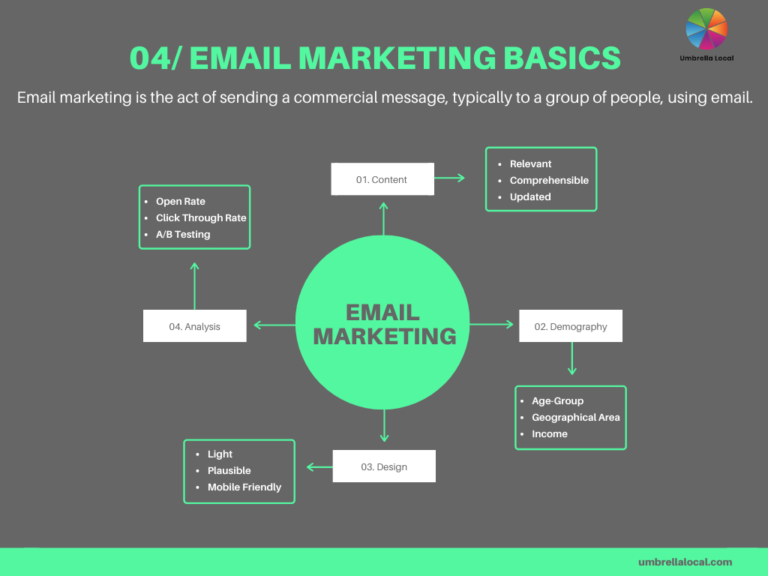 Umbrella Local
04/ EMAIL MARKETING BASICS
Email marketing is the act of sending a commercial message, typically to a group of people, using email.
01. Content
• Relevant
• Comprehensible
• Updated
• Open Rate
• Click Through Rate
• A/B Testing
EMAIL
MARKETING
04. Analysis
02. Demography
• Age-Group
• Geographical Area
• Income
03. Design
• Light
• Plausible
• Mobile Friendly
umbrellalocal.com